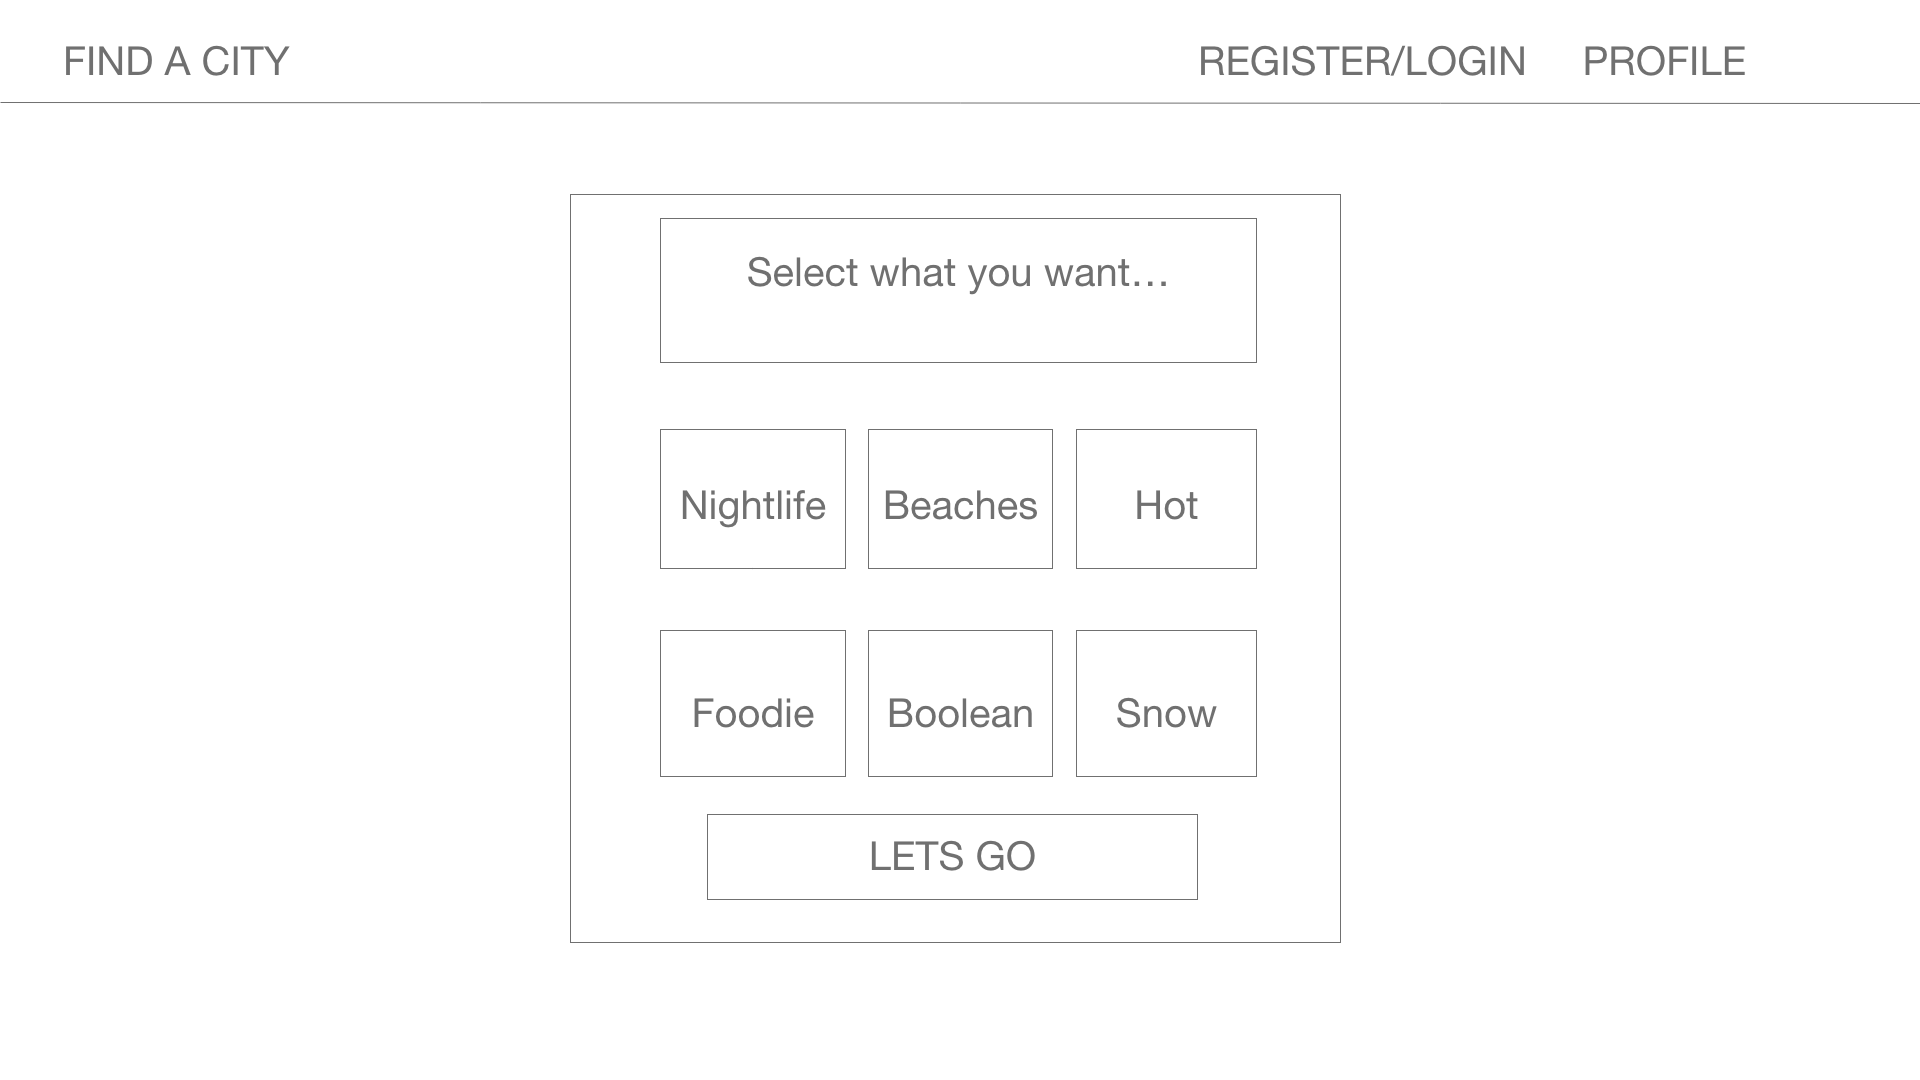 FIND A CITY REGISTER/LOGIN PROFILE
Select what you want...
Nightlife Beaches Hot
Foodie Boolean Snow
LETS GO